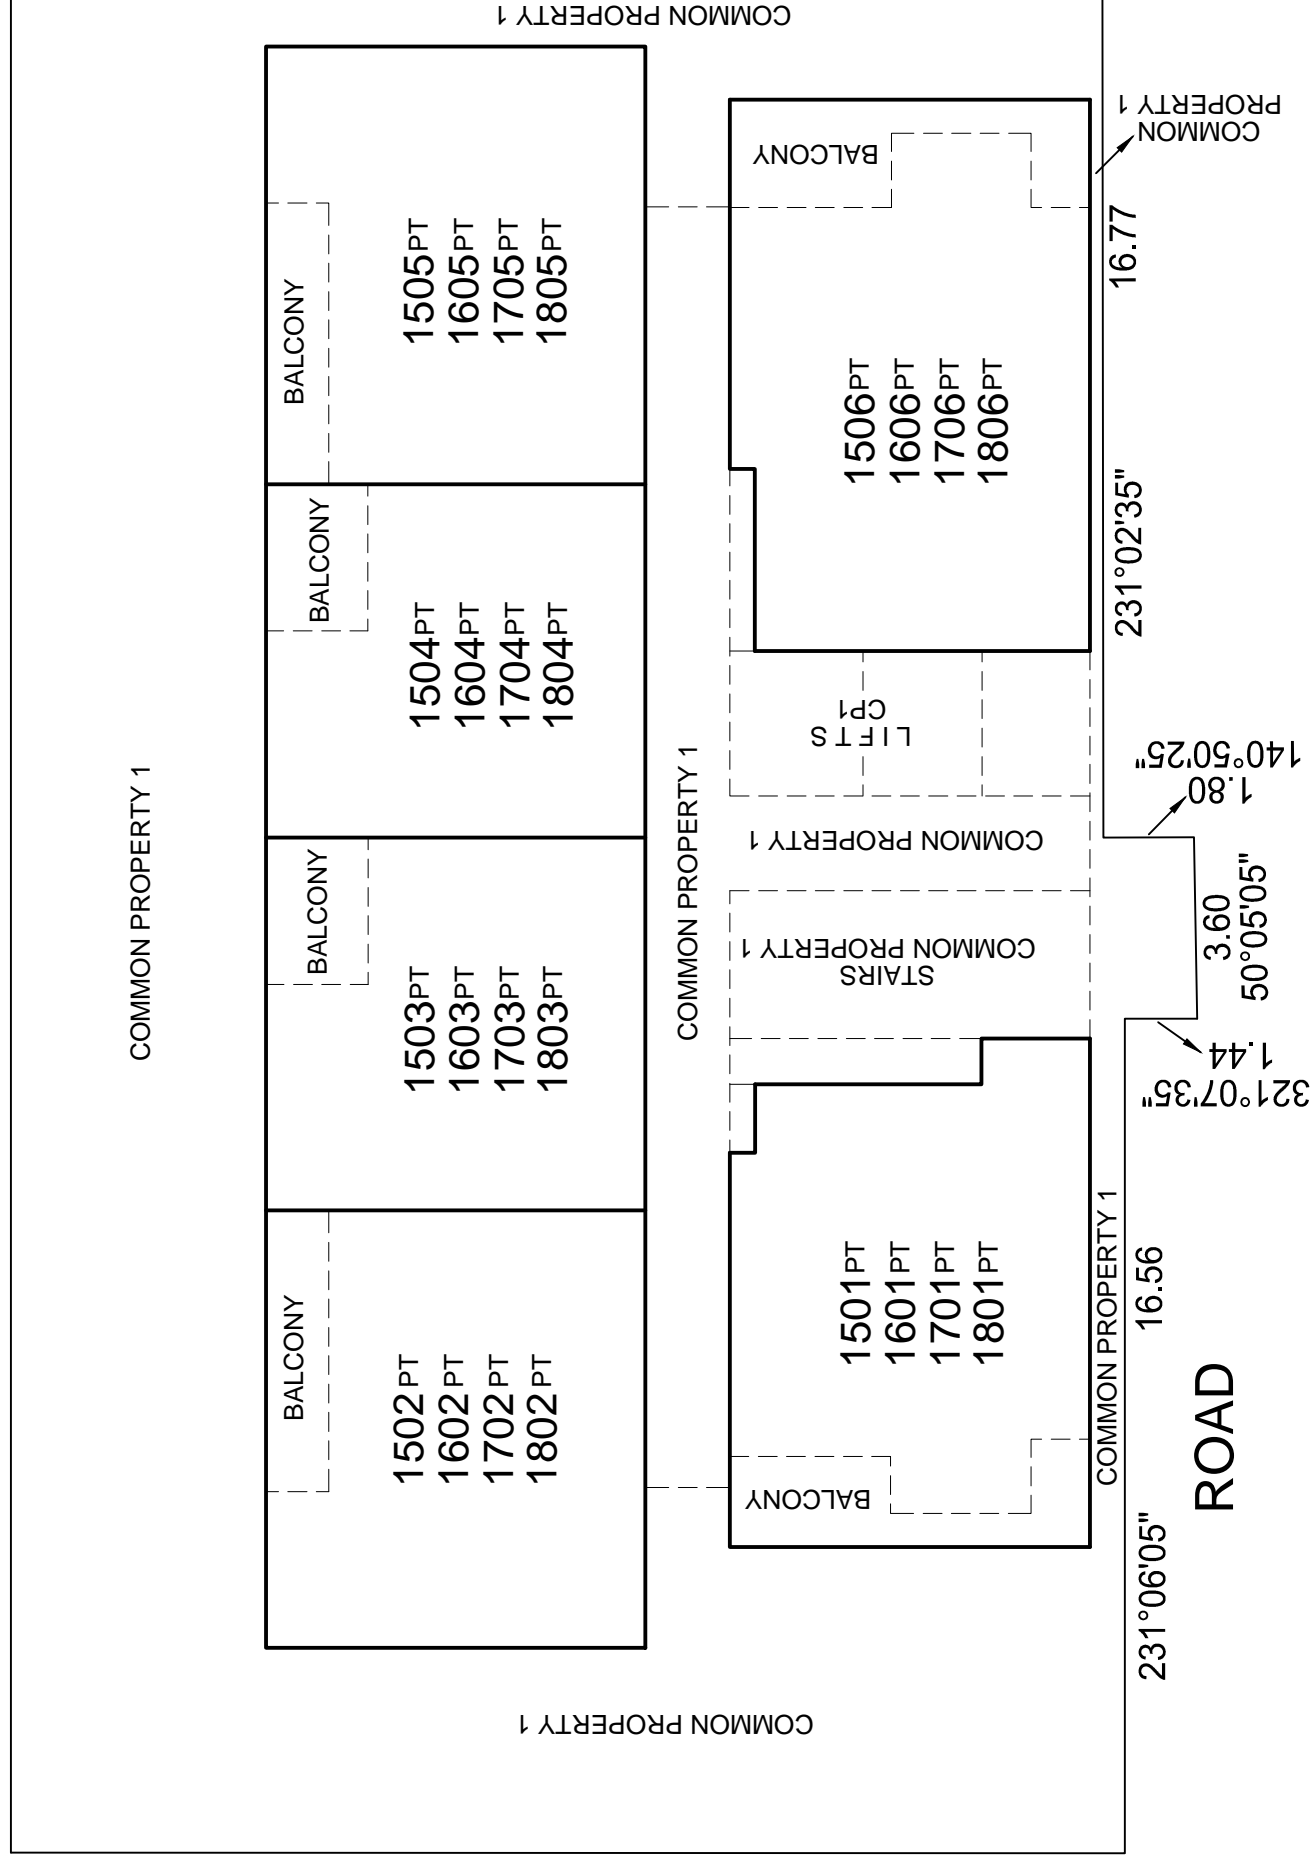 COMMON PROPERTY 1
COMMON PROPERTY 1
BALCONY
1505PT
1605PT
1705PT
1805PT
BALCONY
1504PT
1604PT
1704PT
1804PT
BALCONY
1503PT
1603PT
1703PT
1803PT
BALCONY
1502PT
1602PT
1702PT
1802PT
COMMON PROPERTY 1
COMMON PROPERTY 1
BALCONY
1506PT
1606PT
1706PT
1806PT
LIFTS
CP1
COMMON PROPERTY 1
STAIRS
COMMON PROPERTY 1
BALCONY
1501PT
1601PT
1701PT
1801PT
COMMON
PROPERTY 1
16.77
231°02'35"
140°50'25"
1.80
3.60
50°05'05"
1.44
321°07'35"
COMMON PROPERTY 1
16.56
231°06'05"
ROAD